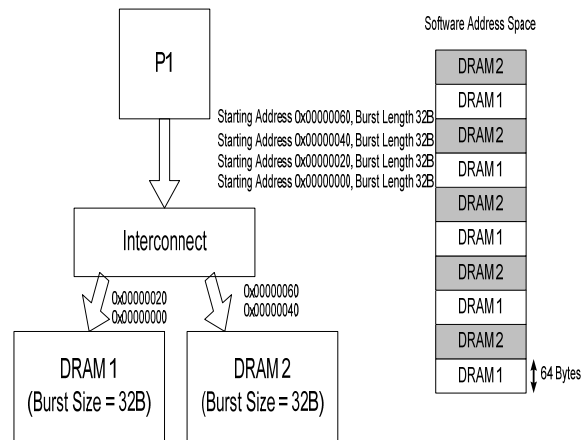 Software Address Space
P1
DRAM2
DRAM1
Starting Address 0x00000060, Burst Length 32B
DRAM2
Starting Address 0x00000040, Burst Length 32B
Starting Address 0x00000020, Burst Length 32B
DRAM1
Starting Address 0x00000000, Burst Length 32B
DRAM2
Interconnect
DRAM1
DRAM2
0x00000020
0x00000000
0x00000060
0x00000040
DRAM1
DRAM2
DRAM1
64 Bytes
DRAM 1
(Burst Size = 32B)
DRAM 2
(Burst Size = 32B)